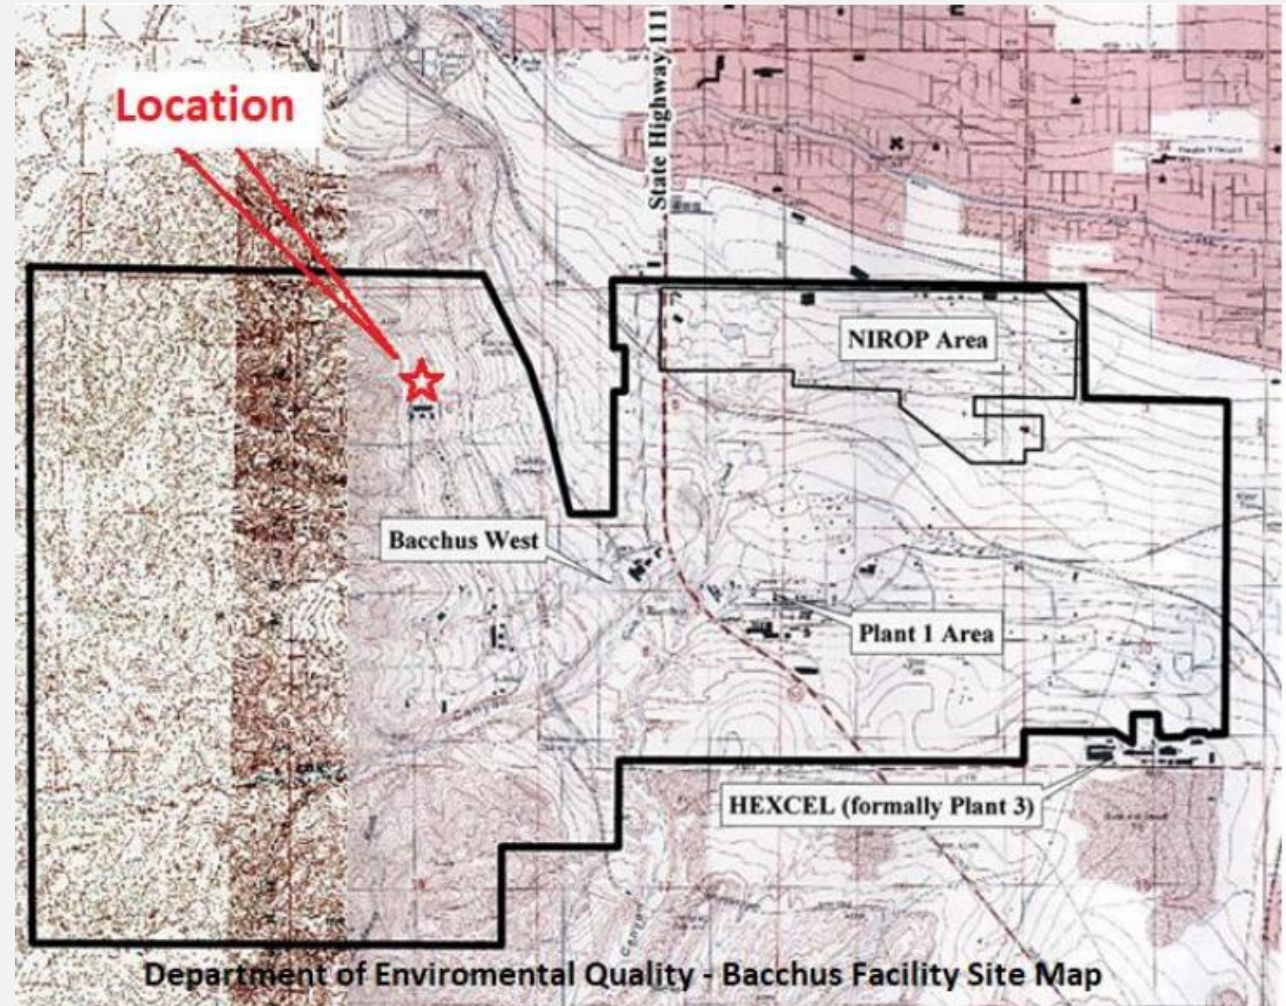 Location
State Highway 111
NIROP Area
Bacchus West
Plant 1 Area
HEXCEL (formally Plant 3)
Department of Enviromental Quality - Bacchus Facility Site Map